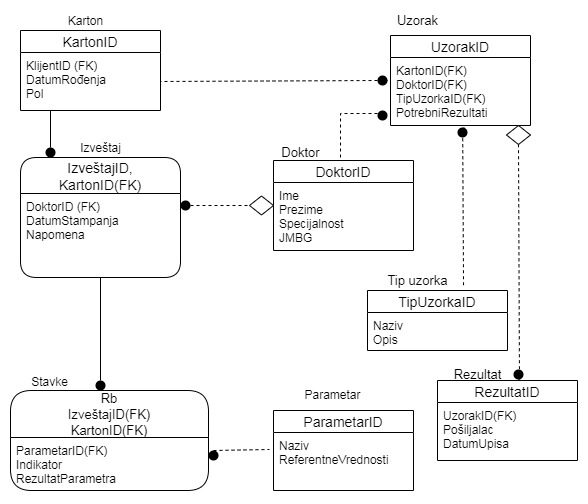 Karton
KartonID
KlijentID (FK)
DatumRođenja
Pol
Uzorak
UzorakID
KartonID(FK)
DoktorID(FK)
TipUzorkaID(FK)
PotrebniRezultati
Izveštaj
IzveštajID,
KartonID(FK)
DoktorID (FK)
DatumStampanja
Napomena
Doktor
DoktorID
Ime
Prezime
Specijalnost
JMBG
Tip uzorka
TipUzorkaID
Naziv
Opis
Stavke
Rb
IzveštajID(FK)
KartonID(FK)
ParametarID(FK)
Indikator
RezultatParametra
Parametar
ParametarID
Naziv
ReferentneVrednosti
Rezultat
RezultatID
UzorakID(FK)
Pošiljalac
DatumUpisa